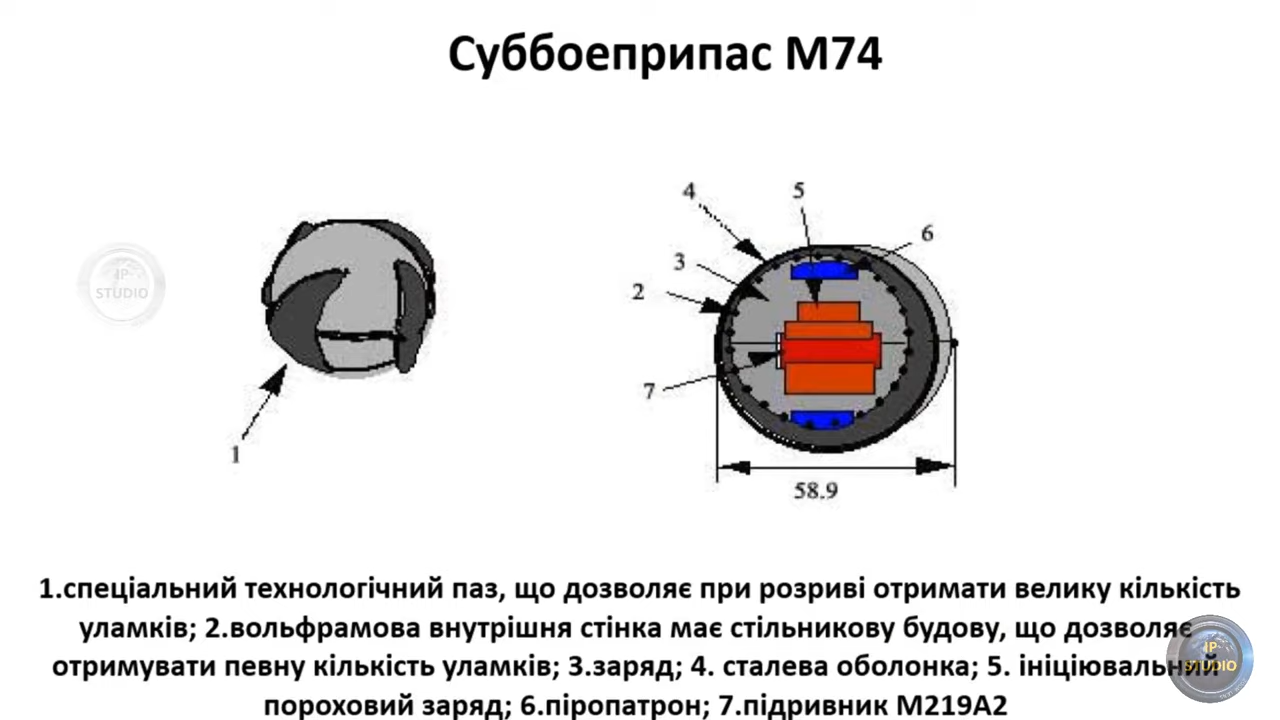 Суббоеприпас М74
4
5
6
3
2
7
1
58.9
IP
STUDIO
1.спеціальний технологічний паз, що дозволяє при розриві отримати велику кількість
уламків; 2.вольфрамова внутрішня стінка має стільникову будову, що дозволяє
отримувати певну кількість уламків; 3.заряд; 4. сталева оболонка; 5. ініціювальний
пороховий заряд; 6.піропатрон; 7.підривник М219А2
IP
STUDIO